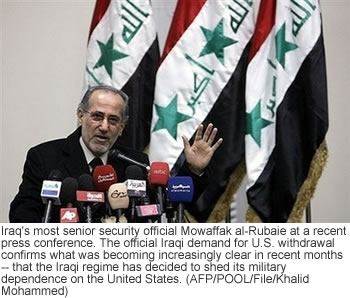 AP
Iraq's most senior security official Mowaffak al-Rubaie at a recent
press conference. The official Iraqi demand for U.S. withdrawal
confirms what was becoming increasingly clear in recent months
-- that the Iraqi regime has decided to shed its military
dependence on the United States. (AFP/POOL/File/Khalid
Mohammed)